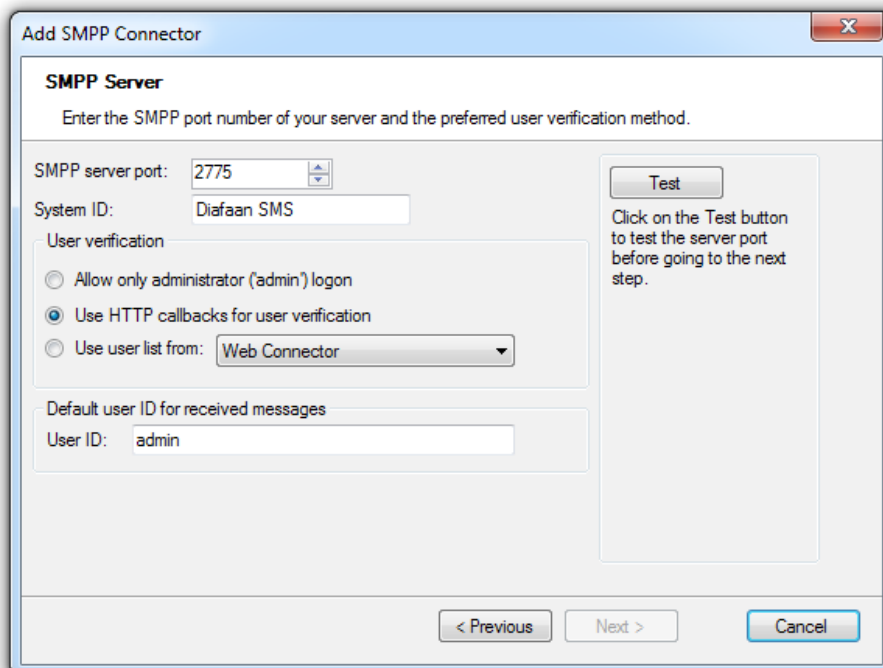 Add SMPP Connector
SMPP Server
Enter the SMPP port number of your server and the preferred user verification method.
SMPP server port: 2775
System ID: Diafaan SMS
User verification
Allow only administrator ('admin') logon
Use HTTP callbacks for user verification
Use user list from: Web Connector
Default user ID for received messages
User ID: admin
Test
Click on the Test button
to test the server port
before going to the next
step.
< Previous
Next >
Cancel